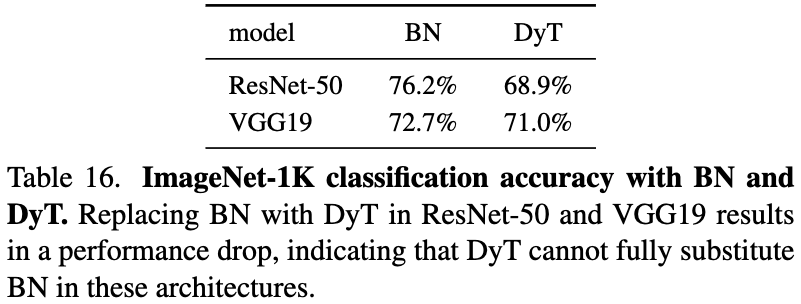 model BN DyT
ResNet-50 76.2% 68.9%
VGG19 72.7% 71.0%
Table 16. ImageNet-1K classification accuracy with BN and
DyT. Replacing BN with DyT in ResNet-50 and VGG19 results
in a performance drop, indicating that DyT cannot fully substitute
BN in these architectures.